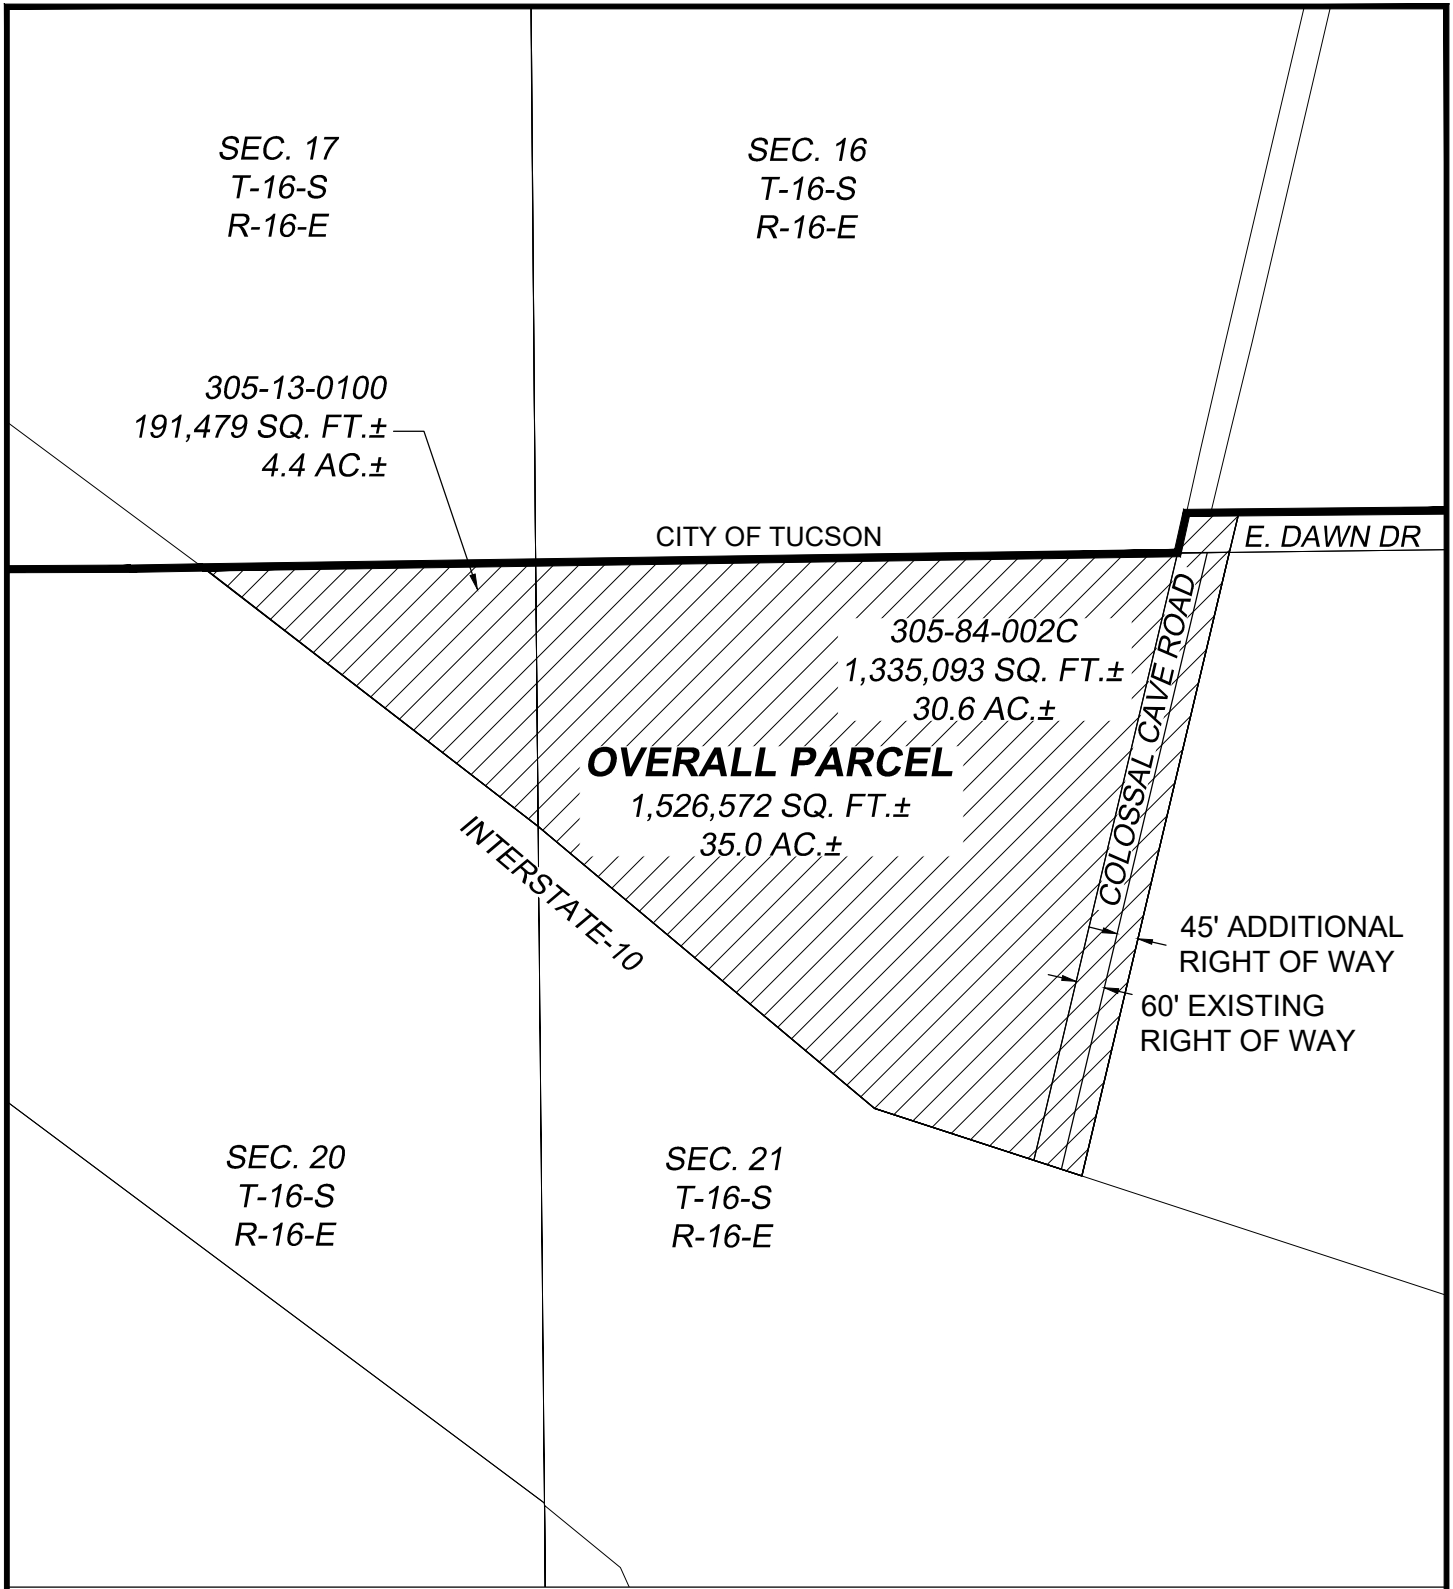 SEC. 17
T-16-S
R-16-E
SEC. 16
T-16-S
R-16-E
305-13-0100
191,479 SQ. FT.±
4.4 AC.±
CITY OF TUCSON
E. DAWN DR
305-84-002C
1,335,093 SQ. FT.±
30.6 AC.±
COLOSSAL CAVE ROAD
OVERALL PARCEL
1,526,572 SQ. FT.±
35.0 AC.±
INTERSTATE-10
45' ADDITIONAL
RIGHT OF WAY
60' EXISTING
RIGHT OF WAY
SEC. 20
T-16-S
R-16-E
SEC. 21
T-16-S
R-16-E